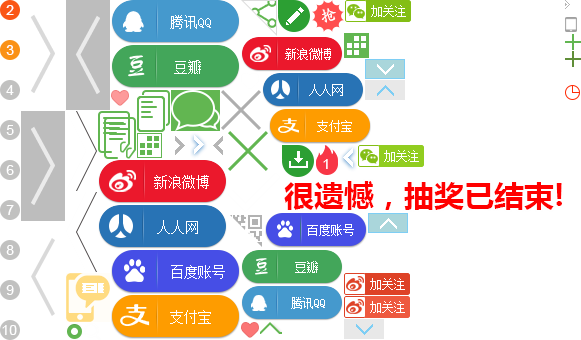 2
3
4
5
6
7
8
9
10
腾讯QQ
豆瓣
新浪微博
人人网
百度账号
支付宝
抢
加关注
新浪微博
人人网
支付宝
1
加关注
很遗憾，抽奖已结束!
百度账号
豆瓣
腾讯QQ
加关注
加关注